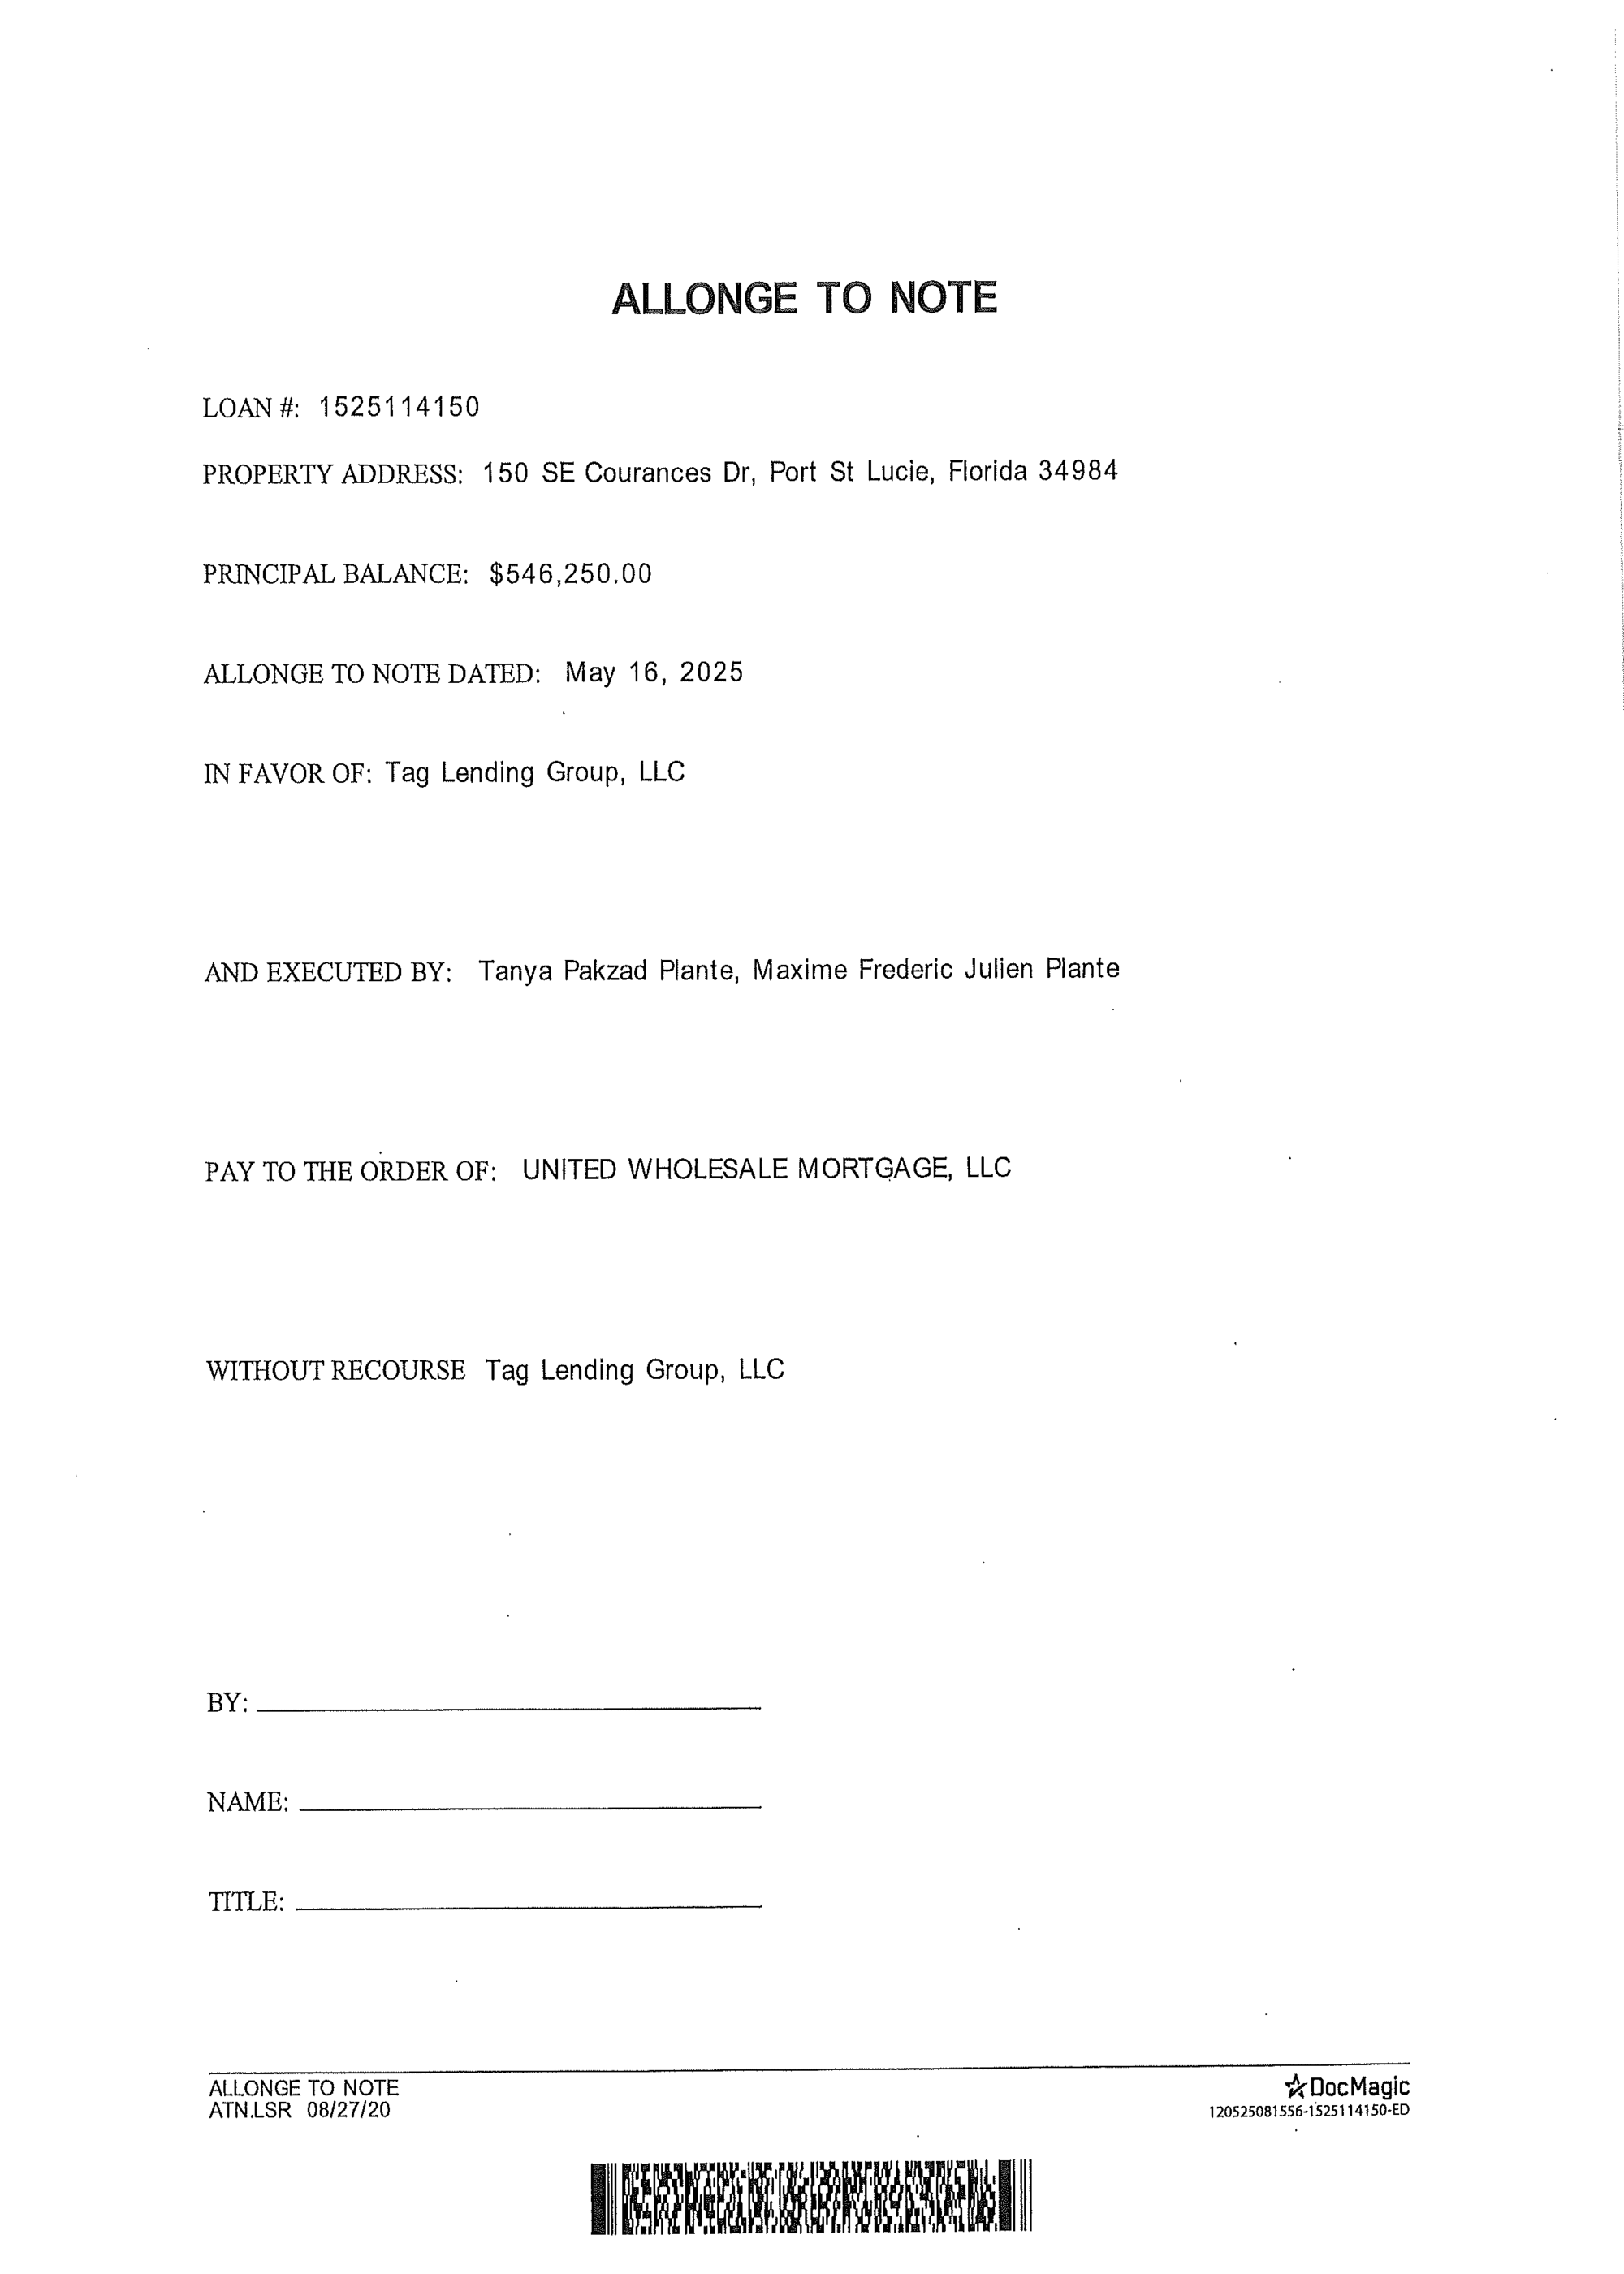 ALLONGE TO NOTE
LOAN #: 1525114150
PROPERTY ADDRESS: 150 SE Courances Dr, Port St Lucie, Florida 34984
PRINCIPAL BALANCE: $546,250.00
ALLONGE TO NOTE DATED: May 16, 2025
IN FAVOR OF: Tag Lending Group, LLC
AND EXECUTED BY: Tanya Pakzad Plante, Maxime Frederic Julien Plante
PAY TO THE ORDER OF: UNITED WHOLESALE MORTGAGE, LLC
WITHOUT RECOURSE Tag Lending Group, LLC
BY:
NAME:
TITLE:
ALLONGE TO NOTE
ATN.LSR 08/27/20
DocMagic
120525081556-1525114150-ED